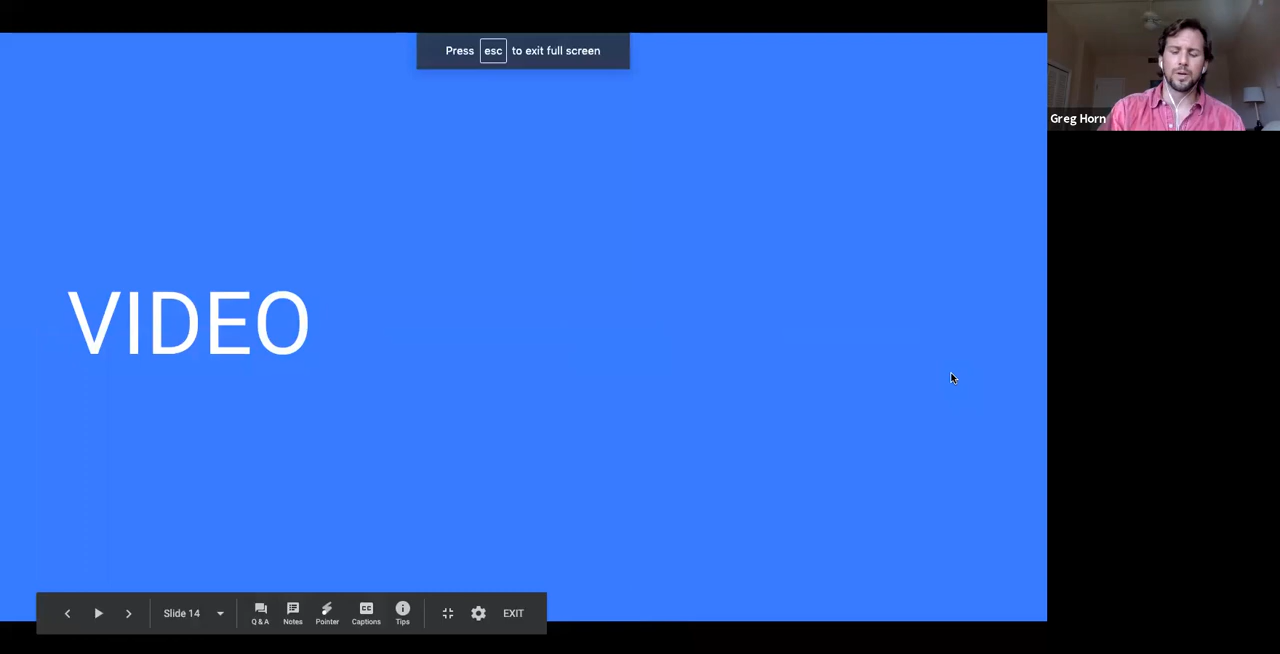 Press esc to exit full screen
Greg Horn
VIDEO
Slide 14
Q & A
Notes
Pointer
Captions
Tips
EXIT